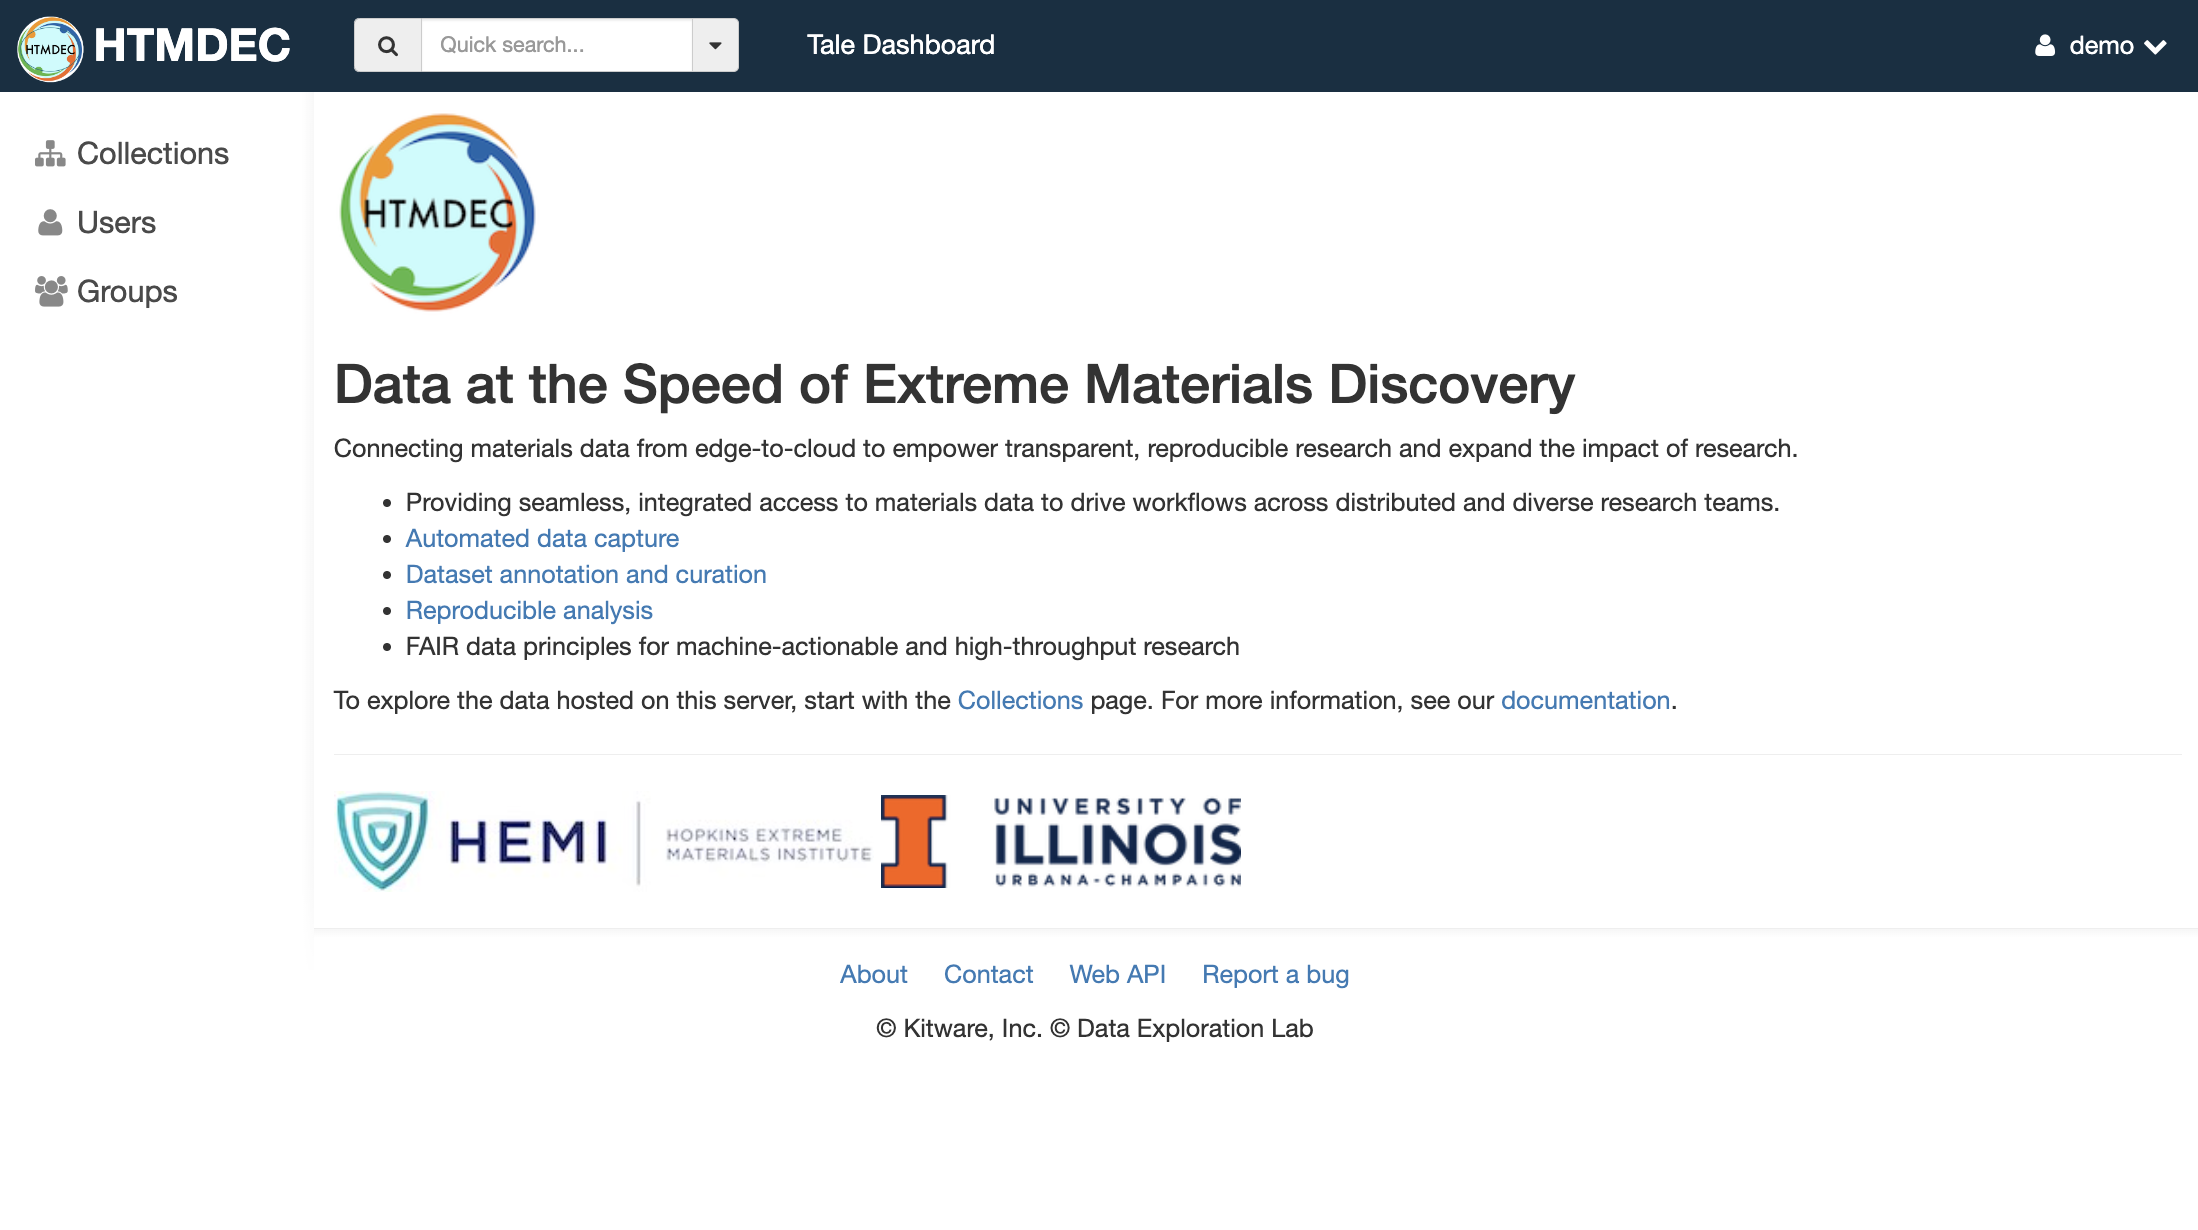 HTMDEC HTMDEC
Quick search...
Tale Dashboard
demo
Collections
Users
Groups
HTMDEC
Data at the Speed of Extreme Materials Discovery
Connecting materials data from edge-to-cloud to empower transparent, reproducible research and expand the impact of research.
• Providing seamless, integrated access to materials data to drive workflows across distributed and diverse research teams.
• Automated data capture
• Dataset annotation and curation
• Reproducible analysis
• FAIR data principles for machine-actionable and high-throughput research
To explore the data hosted on this server, start with the Collections page. For more information, see our documentation.
HEMI
HOPKINS EXTREME
MATERIALS INSTITUTE
I
UNIVERSITY OF
ILLINOIS
URBANA-CHAMPAIGN
About Contact Web API Report a bug
© Kitware, Inc. © Data Exploration Lab